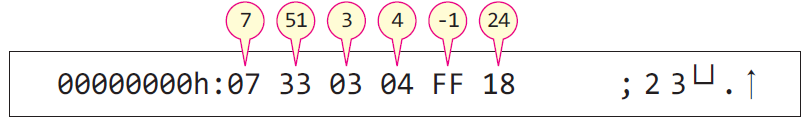 7 51 3 4 -1 24
00000000h:07 33 03 04 FF 18 ;23└┘.↑